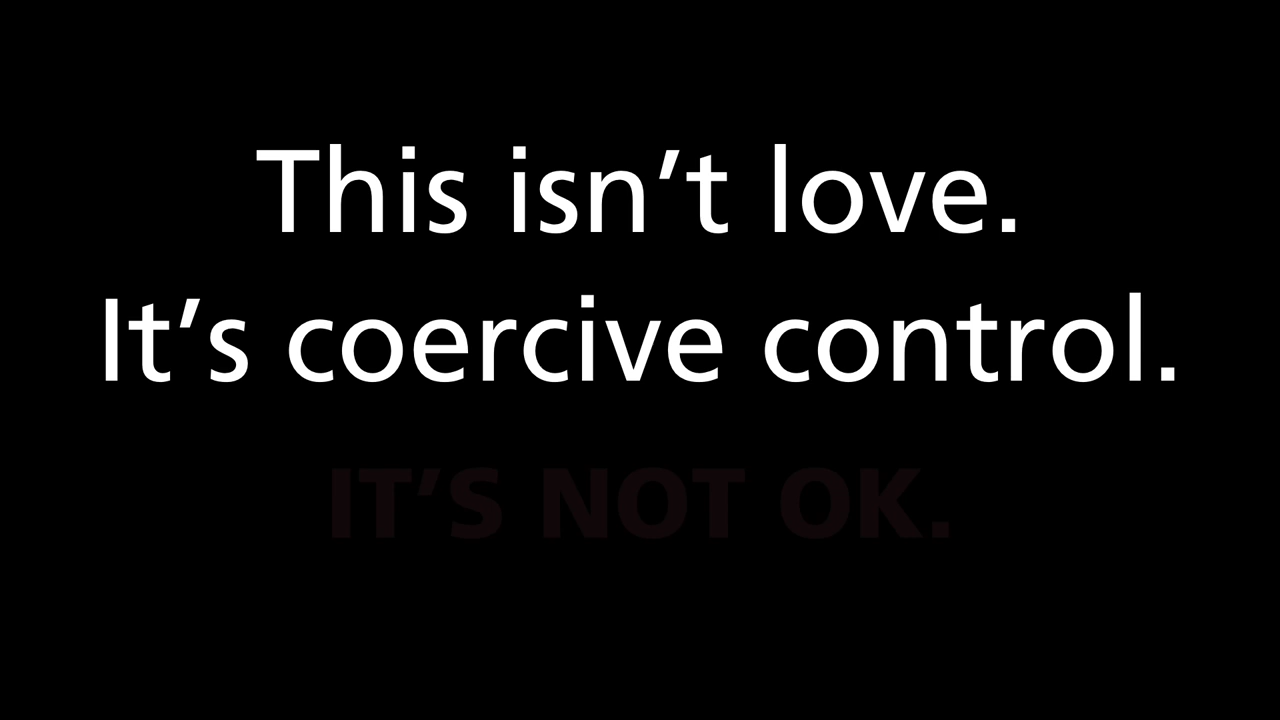 This isn’t love.
It’s coercive control.
IT’S NOT OK.